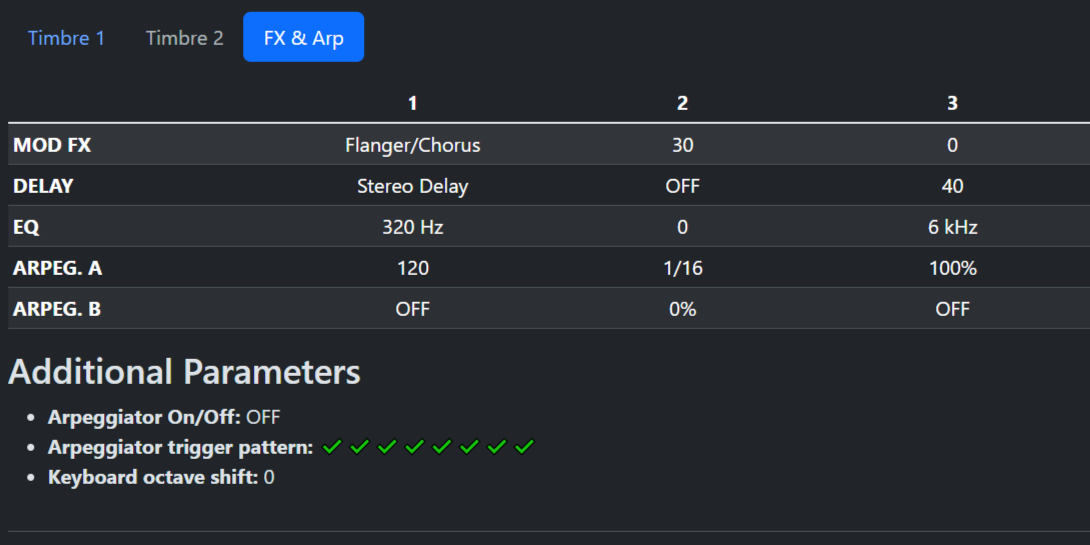 Timbre 1 Timbre 2 FX & Arp
1 2 3
MOD FX Flanger/Chorus 30 0
DELAY Stereo Delay OFF 40
EQ 320 Hz 0 6 kHz
ARPEG. A 120 1/16 100%
ARPEG. B OFF 0% OFF
Additional Parameters
• Arpeggiator On/Off: OFF
• Arpeggiator trigger pattern: ✓ ✓ ✓ ✓ ✓ ✓ ✓ ✓
• Keyboard octave shift: 0